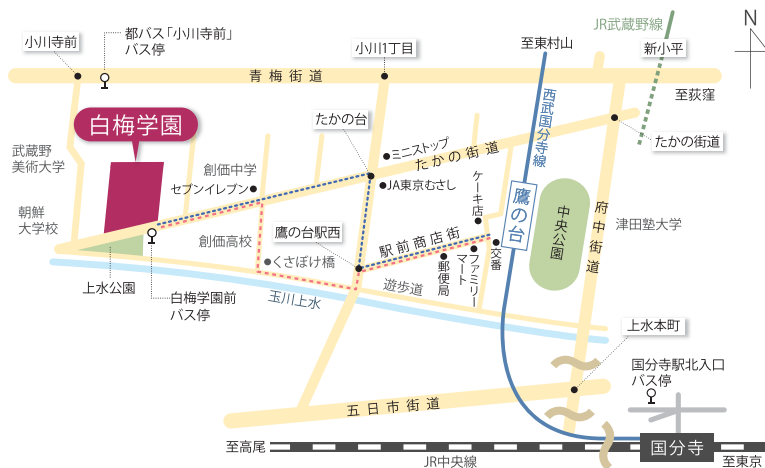 JR武蔵野線
N
都バス「小川寺前」
バス停
小川寺前
小川1丁目
至東村山
新小平
青梅街道
至荻窪
西武国分寺線
白梅学園
たかの台
ミニストップ
たかの街道
たかの街道
武蔵野
美術大学
創価中学
セブンイレブン
JA東京むさし
ケーキ店
鷹の台
中央公園
府中街道
津田塾大学
朝鮮
大学校
創価高校
鷹の台駅西
駅前商店街
くさぼけ橋
交番
ファミリー
マート
郵便局
遊歩道
上水公園
白梅学園前
バス停
玉川上水
上水本町
国分寺駅北入口
バス停
五日市街道
至高尾
JR中央線
国分寺
至東京